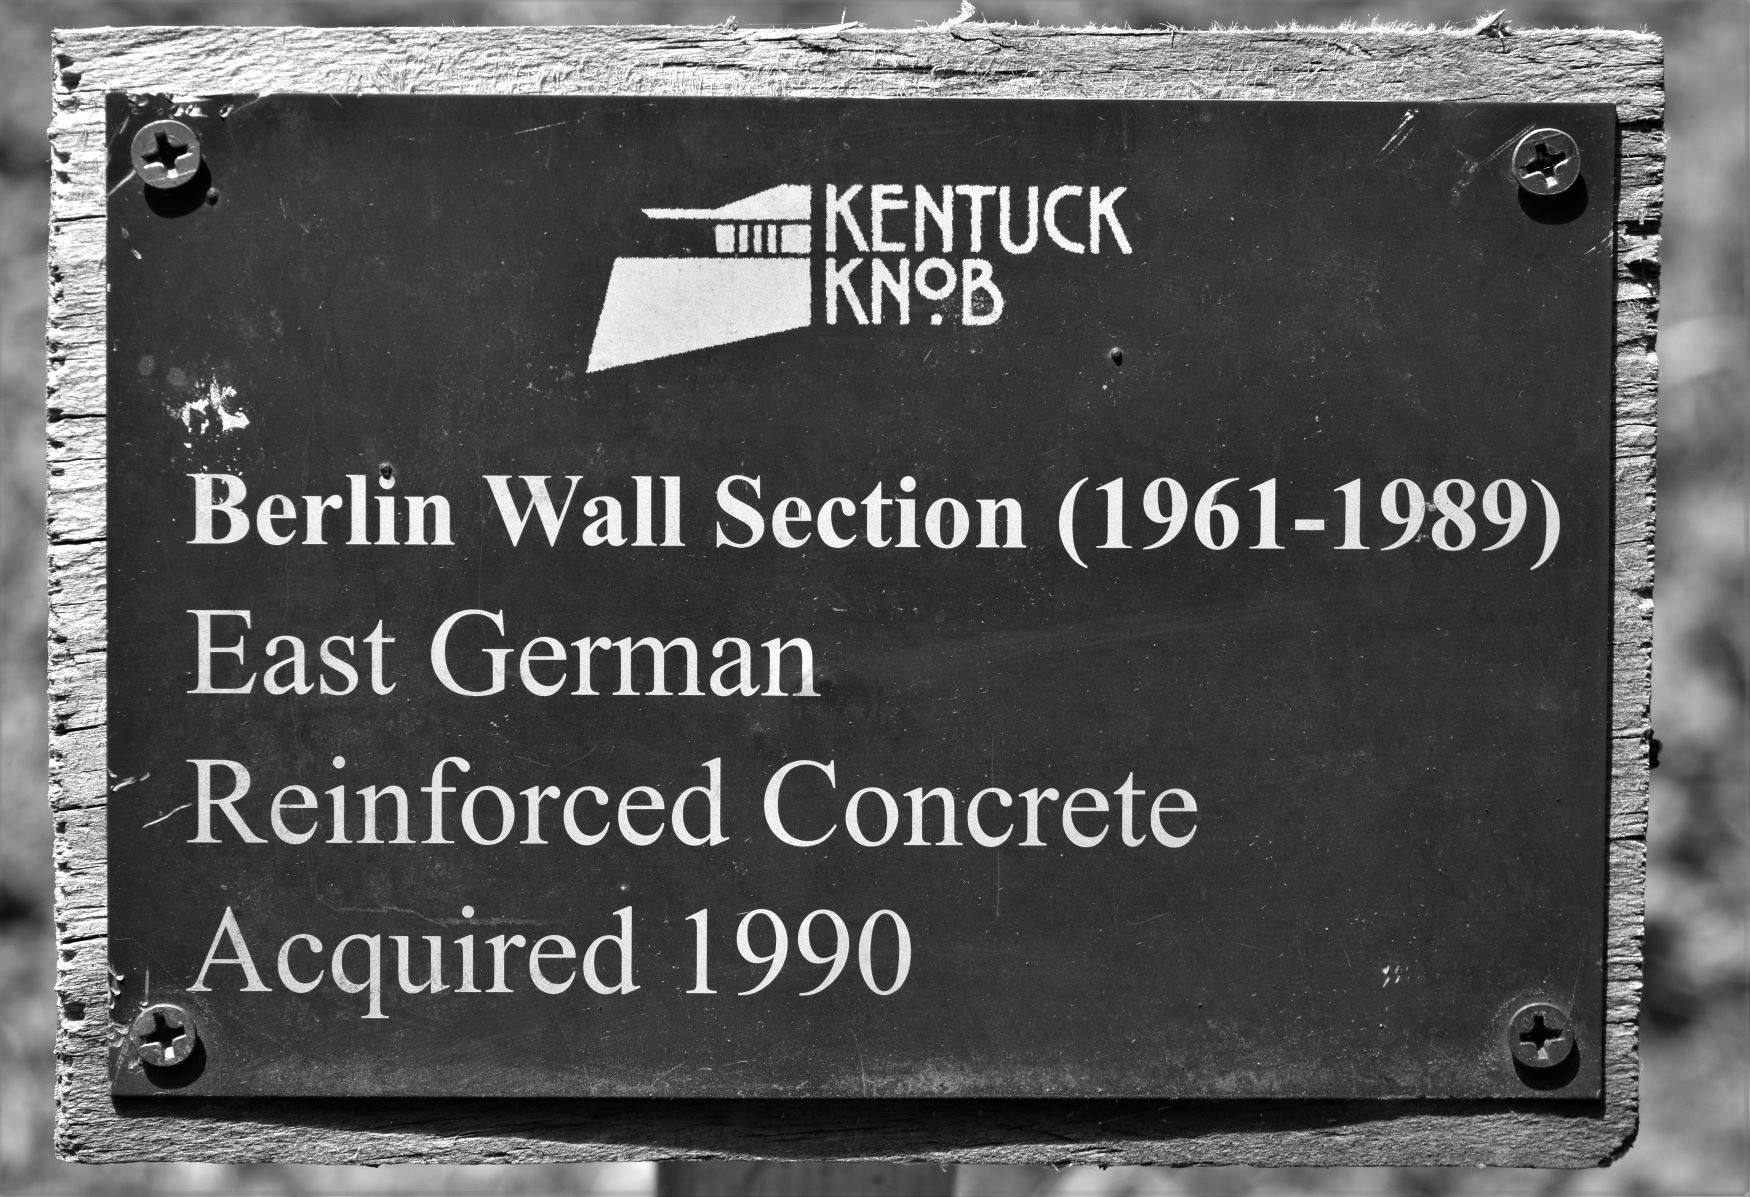 KENTUCK
KNOB
Berlin Wall Section (1961-1989)
East German
Reinforced Concrete
Acquired 1990